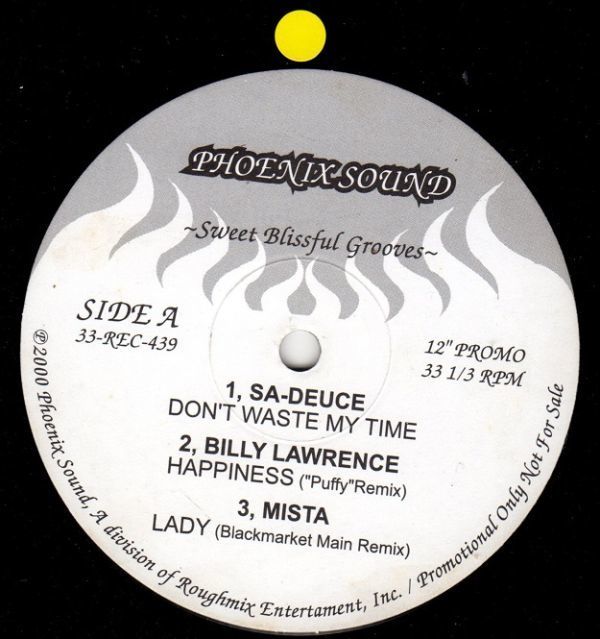 PHOENIX SOUND
~Sweet Blissful Grooves~
SIDE A
33-REC-439
12" PROMO
33 1/3 RPM
1, SA-DEUCE
DON'T WASTE MY TIME
2, BILLY LAWRENCE
HAPPINESS ("Puffy"Remix)
3, MISTA
LADY (Blackmarket Main Remix)
℗ 2000 Phoenix Sound, A division of Roughmix Entertament, Inc. / Promotional Only Not For Sale